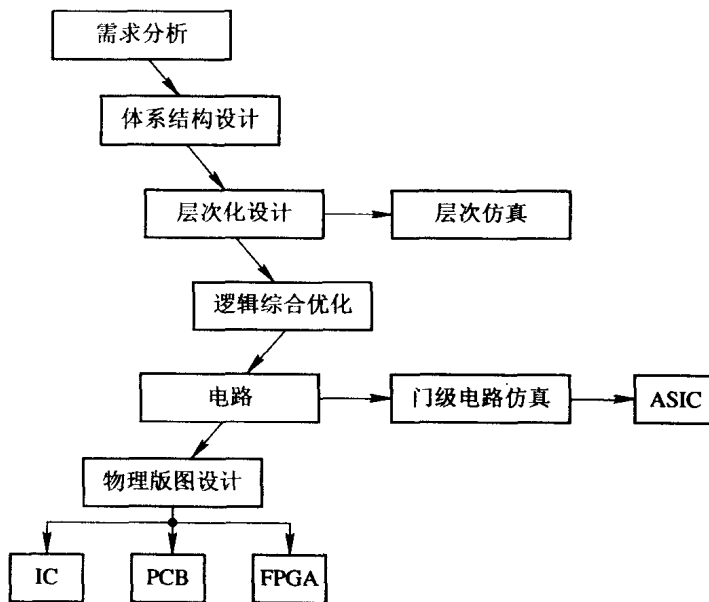 需求分析
体系结构设计
层次化设计
层次仿真
逻辑综合优化
电路
门级电路仿真
ASIC
物理版图设计
IC
PCB
FPGA